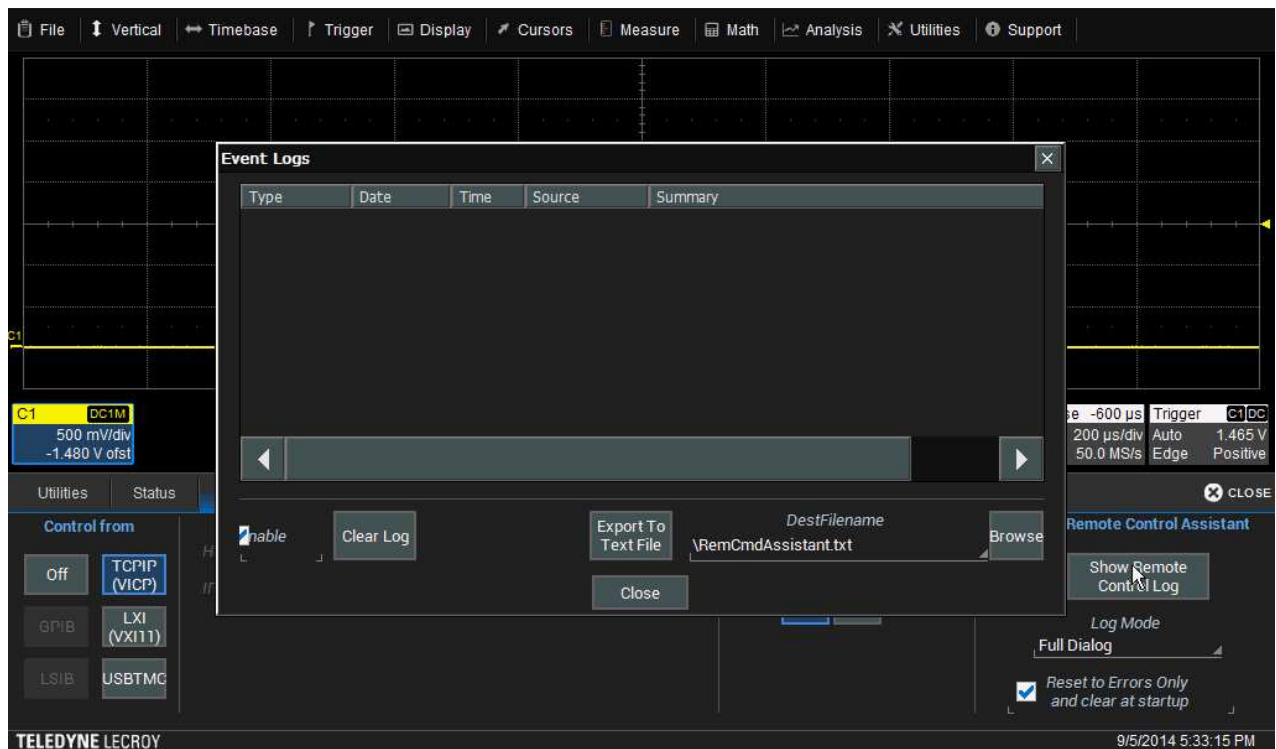 File Vertical Timebase Trigger Display Cursors Measure Math Analysis Utilities Support
Event Logs
Type Date Time Source Summary
C1
C1 DC1M
500 mV/div
-1.480 V ofst
-600 µs
200 µs/div
50.0 MS/s
Trigger C1 DC
Auto 1.465 V
Edge Positive
Utilities Status
CLOSE
Control from
Off
TCPIP
(VICP)
GPIB
LXI
(VXI11)
LSIB
USBTMC
Clear Log
Export To
Text File
DestFilename
\RemCmdAssistant.txt
Browse
Close
Remote Control Assistant
Show Remote
Control Log
Log Mode
Full Dialog
Reset to Errors Only
and clear at startup
TELEDYNE LECROY
9/5/2014 5:33:15 PM